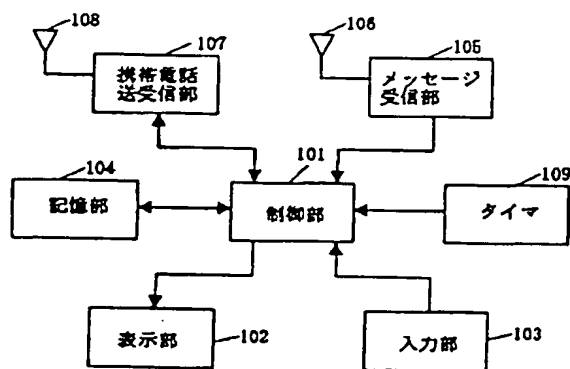 108
107
106
105
携帯電話
送受信部
メッセージ
受信部
104
101
109
記憶部
制御部
タイマ
表示部
102
入力部
103